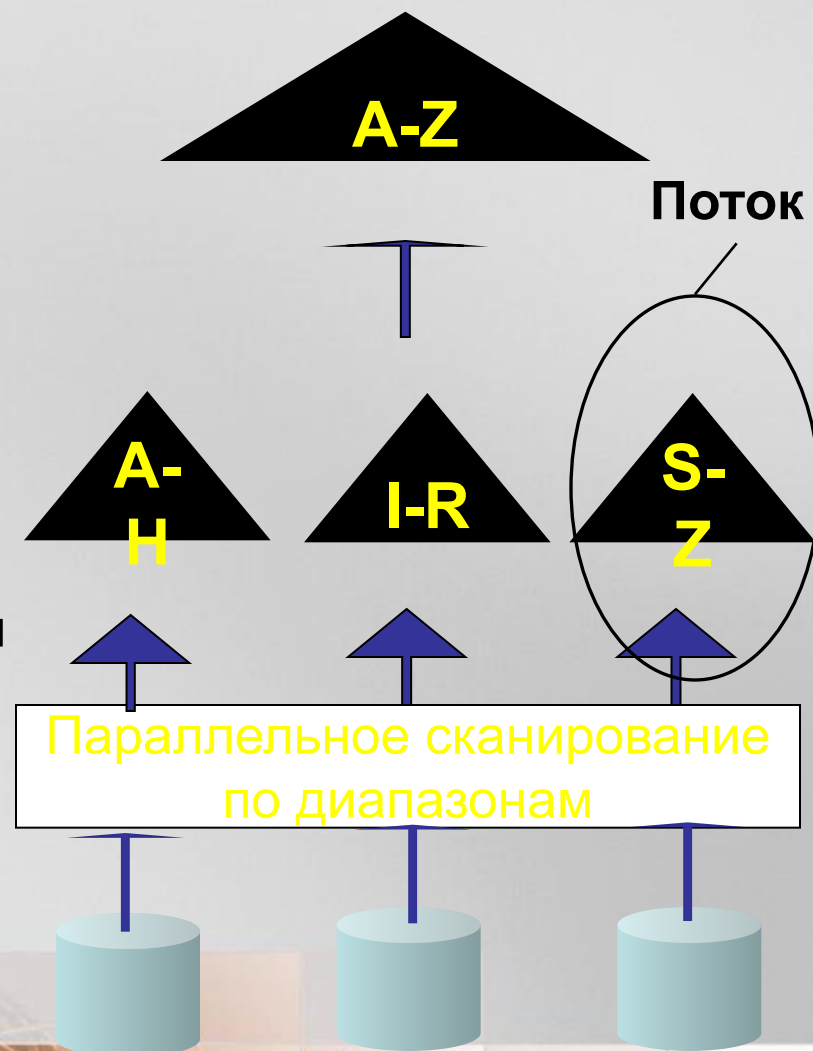 A-Z
Поток
A-
H
I-R
S-
Z
Параллельное сканирование
по диапазонам